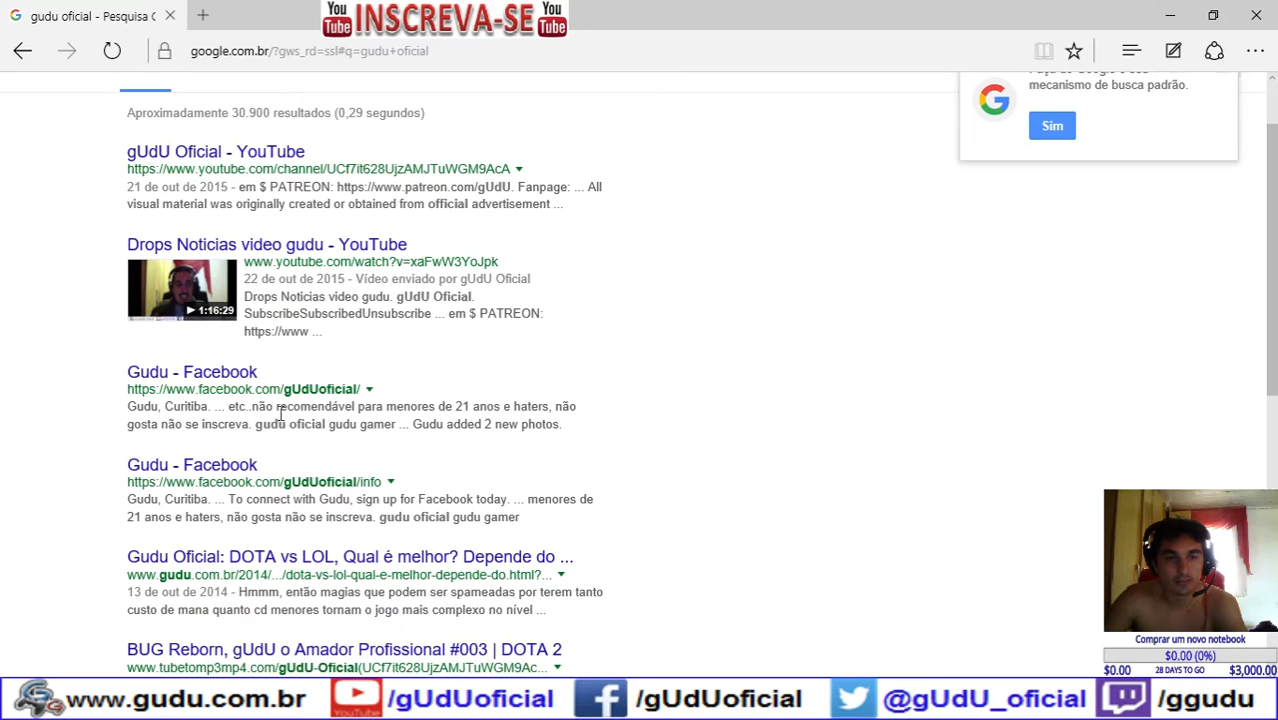 You Tube INSCREVA-SE You Tube
gudu oficial - Pesquisa G
google.com.br/?gws_rd=ssl#q=gudu+oficial
mecanismo de busca padrão.
Sim
Aproximadamente 30.900 resultados (0,29 segundos)
gUdU Oficial - YouTube
https://www.youtube.com/channel/UCf7it628UjzAMJTuWGM9AcA
21 de out de 2015 - em $ PATREON: https://www.patreon.com/gUdU. Fanpage: ... All
visual material was originally created or obtained from official advertisement ...
Drops Noticias video gudu - YouTube
www.youtube.com/watch?v=xaFwW3YoJpk
22 de out de 2015 - Vídeo enviado por gUdU Oficial
Drops Noticias video gudu. gUdU Oficial.
SubscribeSubscribedUnsubscribe ... em $ PATREON:
https://www ...
1:16:29
Gudu - Facebook
https://www.facebook.com/gUdUoficial/
Gudu, Curitiba. ... etc..não recomendável para menores de 21 anos e haters, não
gosta não se inscreva. gudu oficial gudu gamer ... Gudu added 2 new photos.
Gudu - Facebook
https://www.facebook.com/gUdUoficial/info
Gudu, Curitiba. ... To connect with Gudu, sign up for Facebook today. ... menores de
21 anos e haters, não gosta não se inscreva. gudu oficial gudu gamer
Gudu Oficial: DOTA vs LOL, Qual é melhor? Depende do ...
www.gudu.com.br/2014/.../dota-vs-lol-qual-e-melhor-depende-do.html?...
13 de out de 2014 - Hmmm, então magias que podem ser spameadas por terem tanto
custo de mana quanto cd menores tornam o jogo mais complexo no nível ...
BUG Reborn, gUdU o Amador Profissional #003 | DOTA 2
www.tubetomp3mp4.com/gUdU-Oficial(UCf7it628UjzAMJTuWGM9Ac...
Comprar um novo notebook
$0.00 (0%)
$0.00 28 DAYS TO GO $3,000.00
www.gudu.com.br YouTube /gUdUoficial /gUdUoficial @gUdU_oficial /ggudu